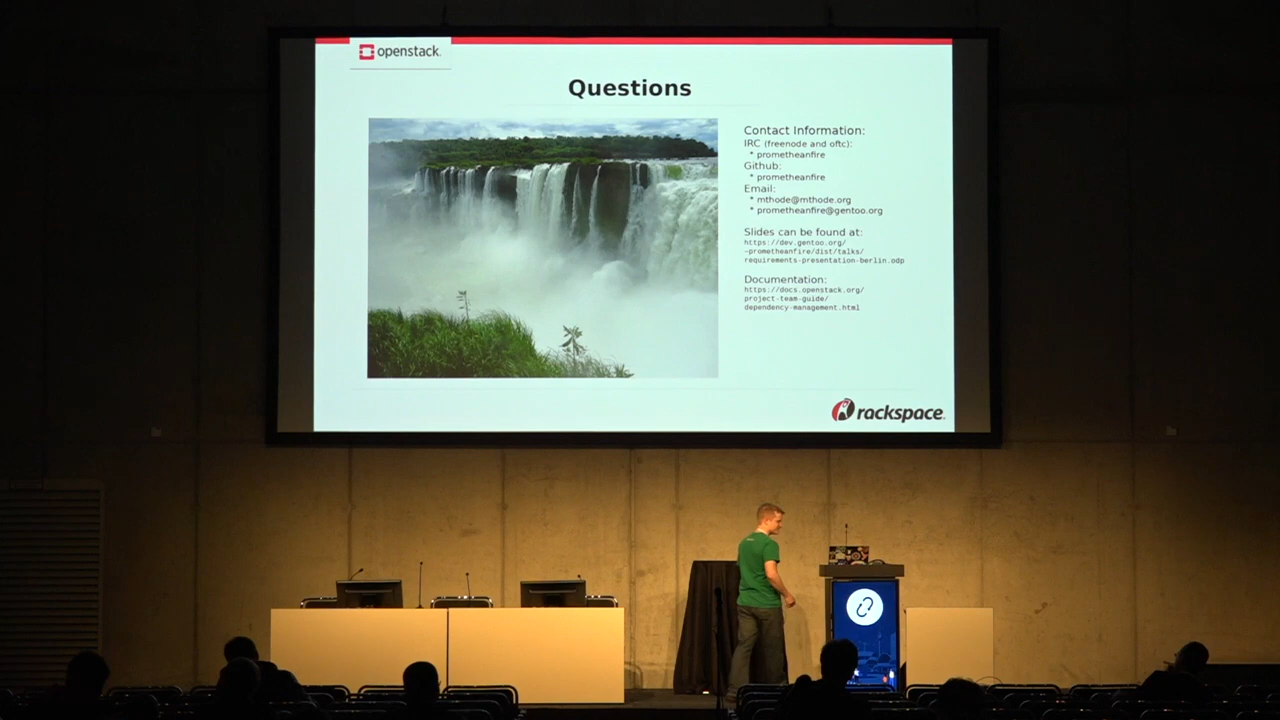 openstack.
Questions
Contact Information:
IRC (freenode and oftc):
* prometheanfire
Github:
* prometheanfire
Email:
* mthode@mthode.org
* prometheanfire@gentoo.org
Slides can be found at:
https://dev.gentoo.org/
~prometheanfire/dist/talks/
requirements-presentation-berlin.odp
Documentation:
https://docs.openstack.org/
project-team-guide/
dependency-management.html
rackspace.